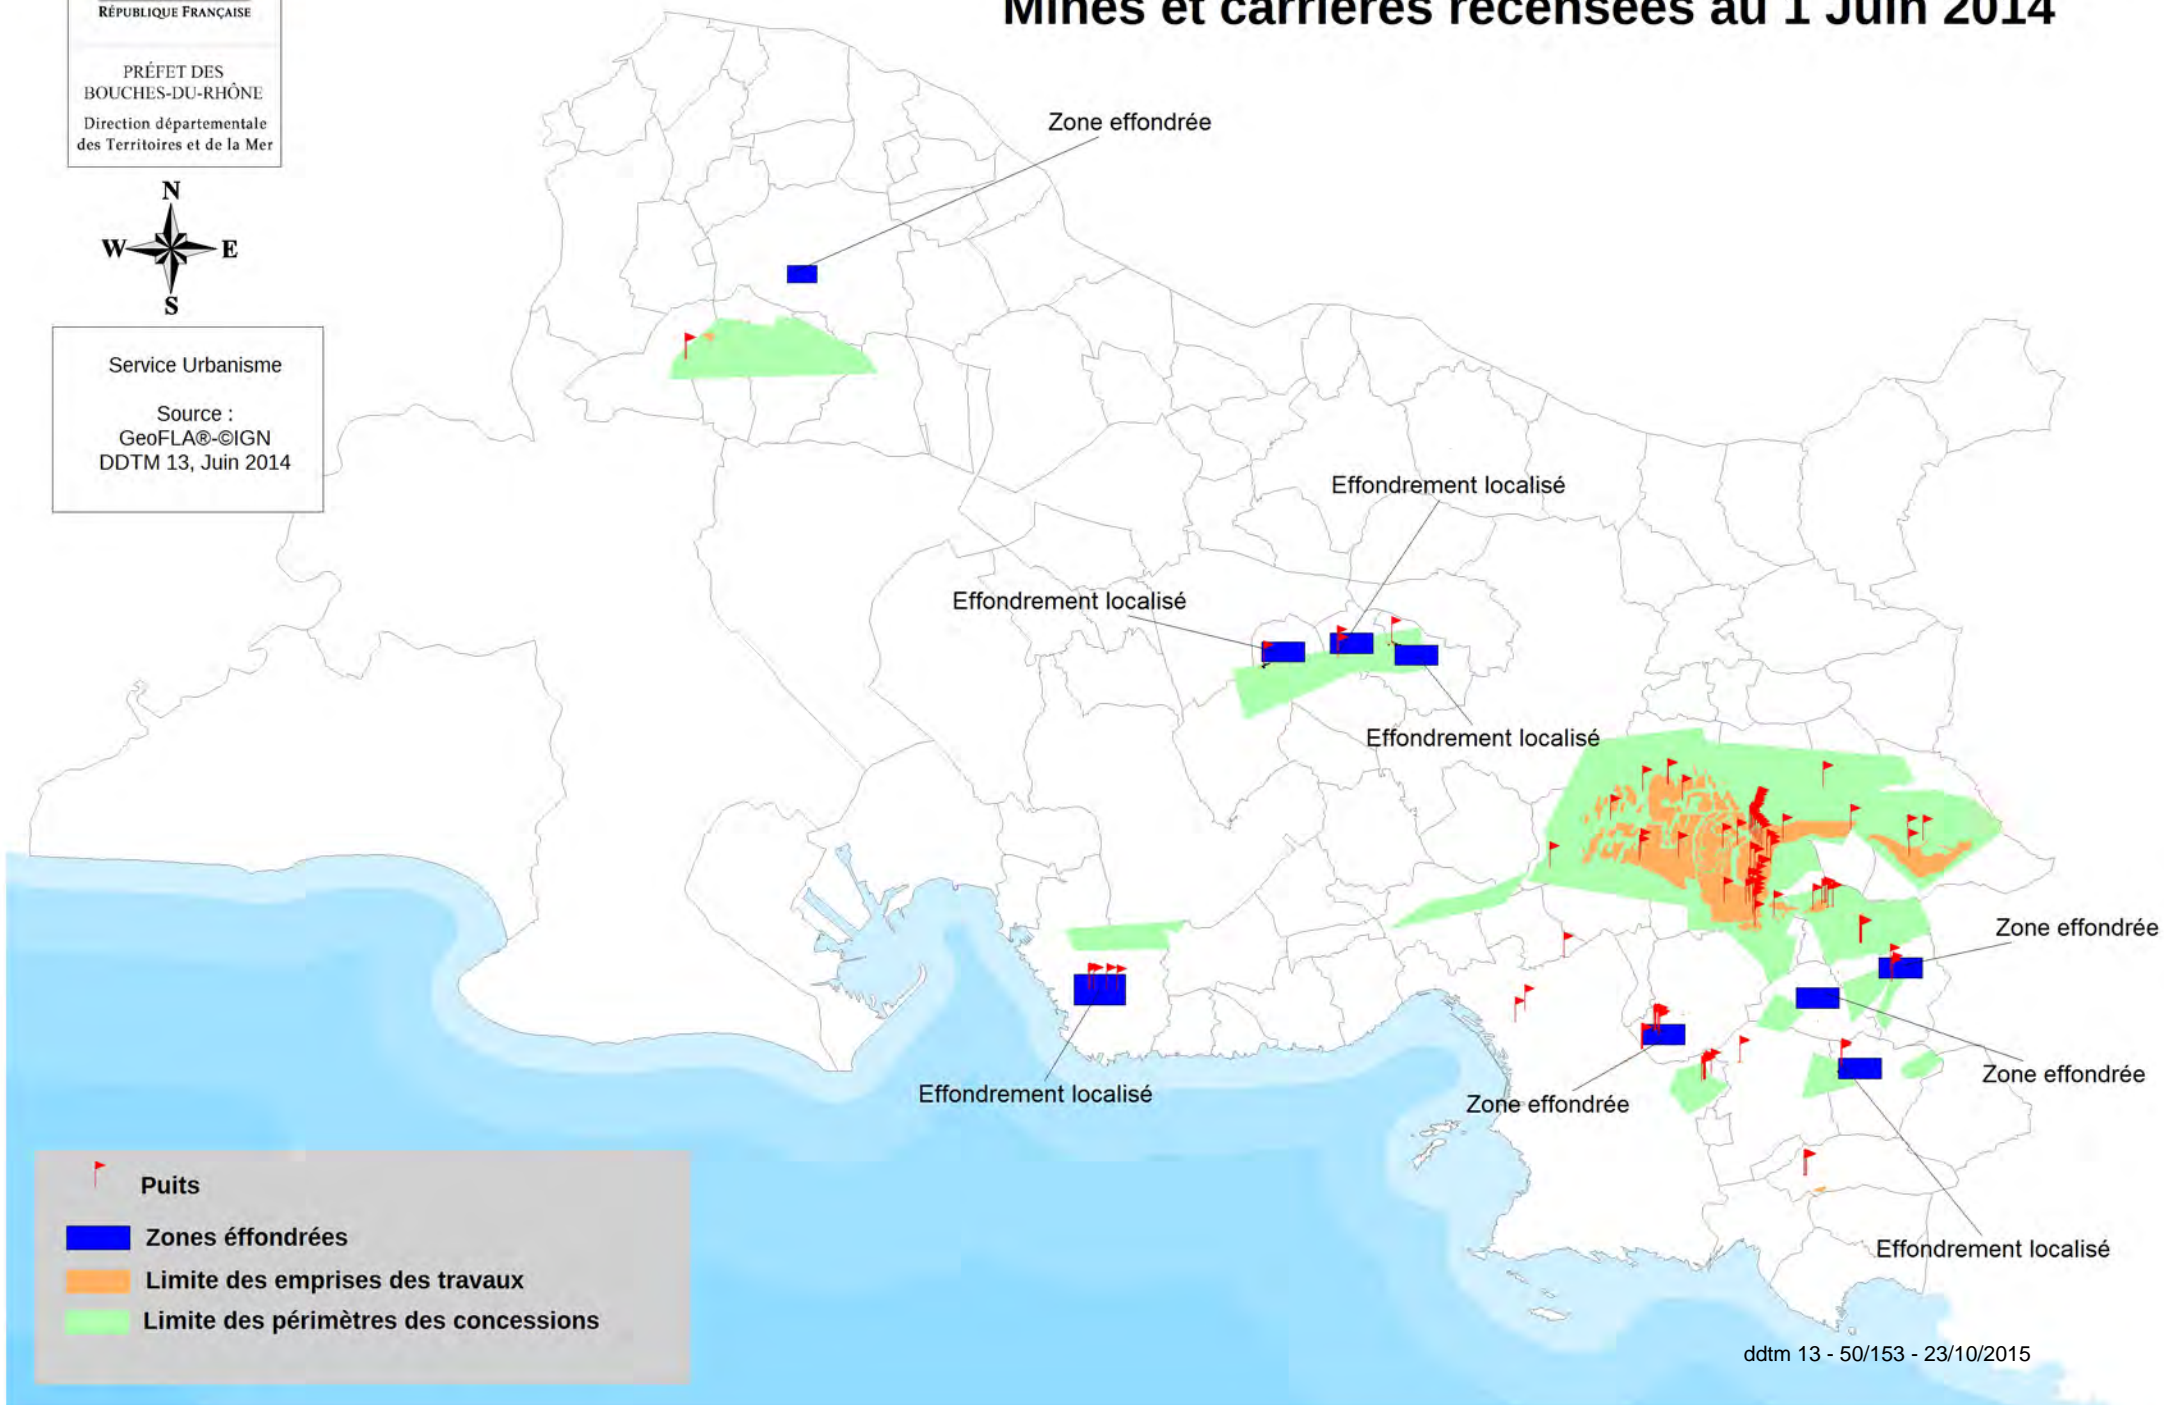 Mines et carrières recensées au 1 Juin 2014
RÉPUBLIQUE FRANÇAISE
PRÉFET DES
BOUCHES-DU-RHÔNE
Direction départementale
des Territoires et de la Mer
N
W E
S
Service Urbanisme
Source :
GeoFLA®-©IGN
DDTM 13, Juin 2014
Zone effondrée
Effondrement localisé
Effondrement localisé
Effondrement localisé
Zone effondrée
Zone effondrée
Effondrement localisé
Zone effondrée
Effondrement localisé
Puits
Zones éffondrées
Limite des emprises des travaux
Limite des périmètres des concessions
ddtm 13 - 50/153 - 23/10/2015